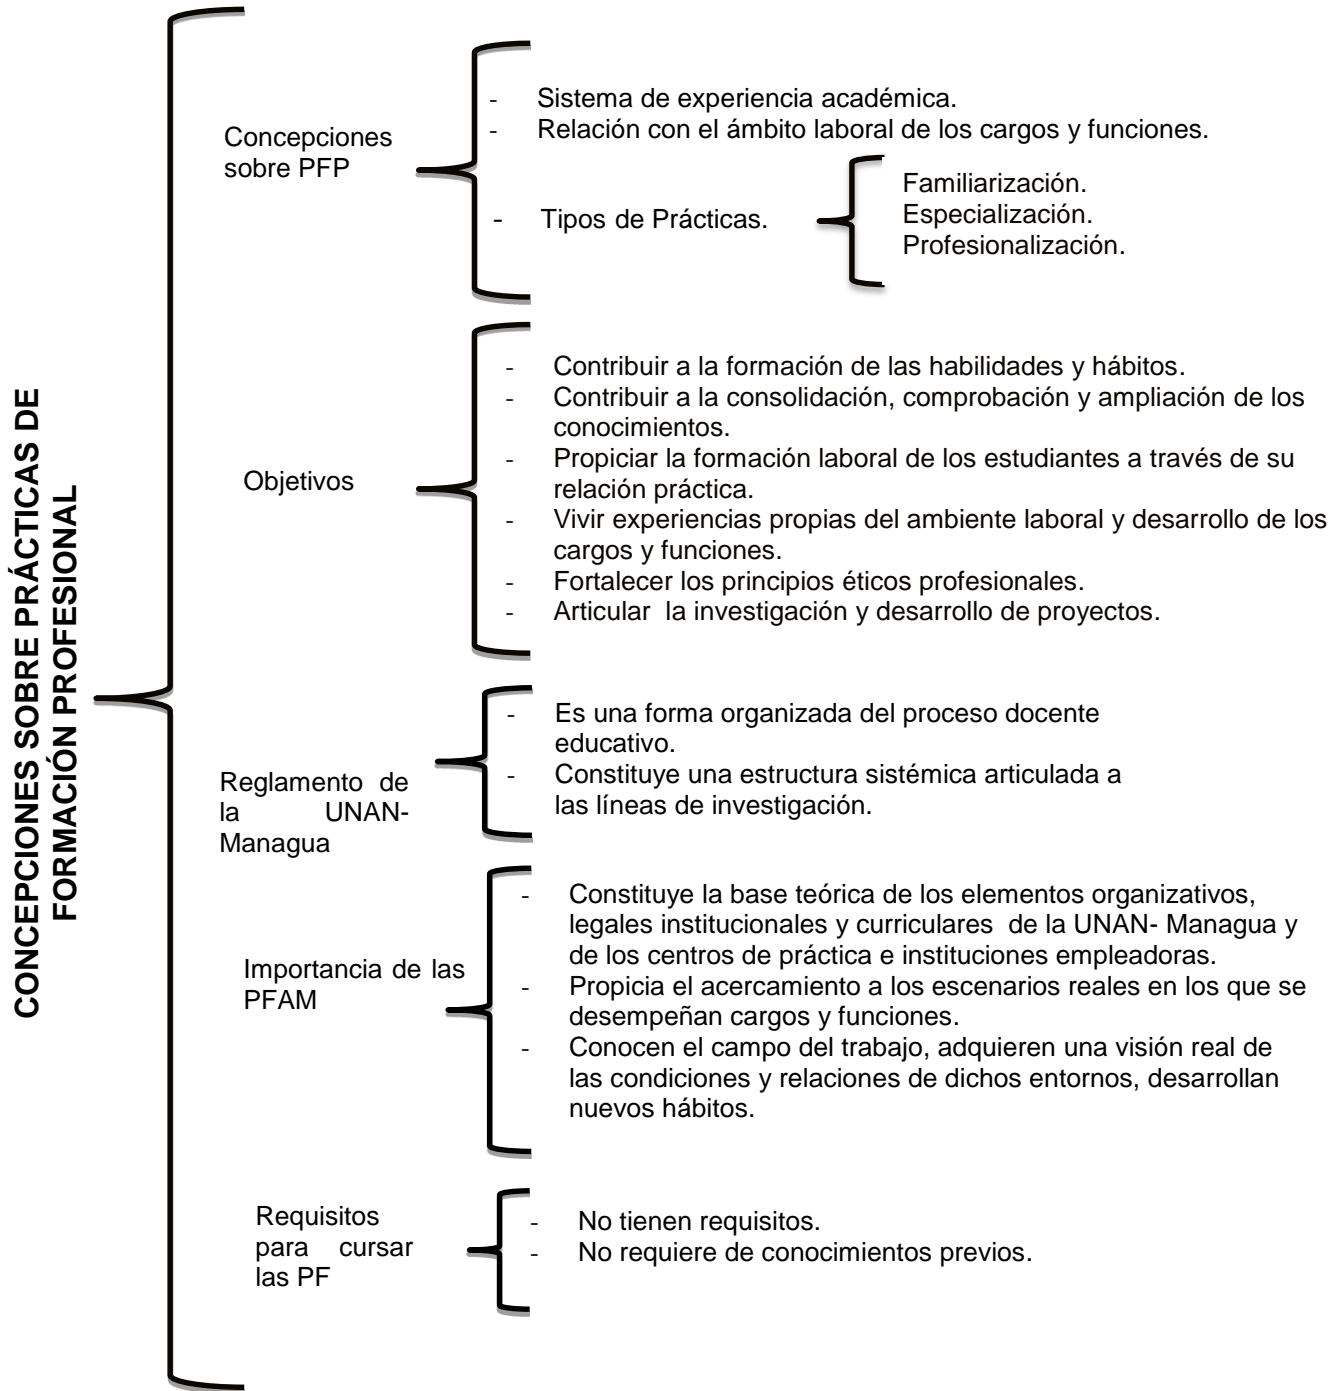 CONCEPCIONES SOBRE PRÁCTICAS DE
FORMACIÓN PROFESIONAL
Concepciones
sobre PFP
- Sistema de experiencia académica.
- Relación con el ámbito laboral de los cargos y funciones.
- Tipos de Prácticas.
Familiarización.
Especialización.
Profesionalización.
Objetivos
- Contribuir a la formación de las habilidades y hábitos.
- Contribuir a la consolidación, comprobación y ampliación de los
conocimientos.
- Propiciar la formación laboral de los estudiantes a través de su
relación práctica.
- Vivir experiencias propias del ambiente laboral y desarrollo de los
cargos y funciones.
- Fortalecer los principios éticos profesionales.
- Articular la investigación y desarrollo de proyectos.
Reglamento de
la UNAN-
Managua
- Es una forma organizada del proceso docente
educativo.
- Constituye una estructura sistémica articulada a
las líneas de investigación.
Importancia de las
PFAM
- Constituye la base teórica de los elementos organizativos,
legales institucionales y curriculares de la UNAN- Managua y
de los centros de práctica e instituciones empleadoras.
- Propicia el acercamiento a los escenarios reales en los que se
desempeñan cargos y funciones.
- Conocen el campo del trabajo, adquieren una visión real de
las condiciones y relaciones de dichos entornos, desarrollan
nuevos hábitos.
Requisitos
para cursar
las PF
- No tienen requisitos.
- No requiere de conocimientos previos.